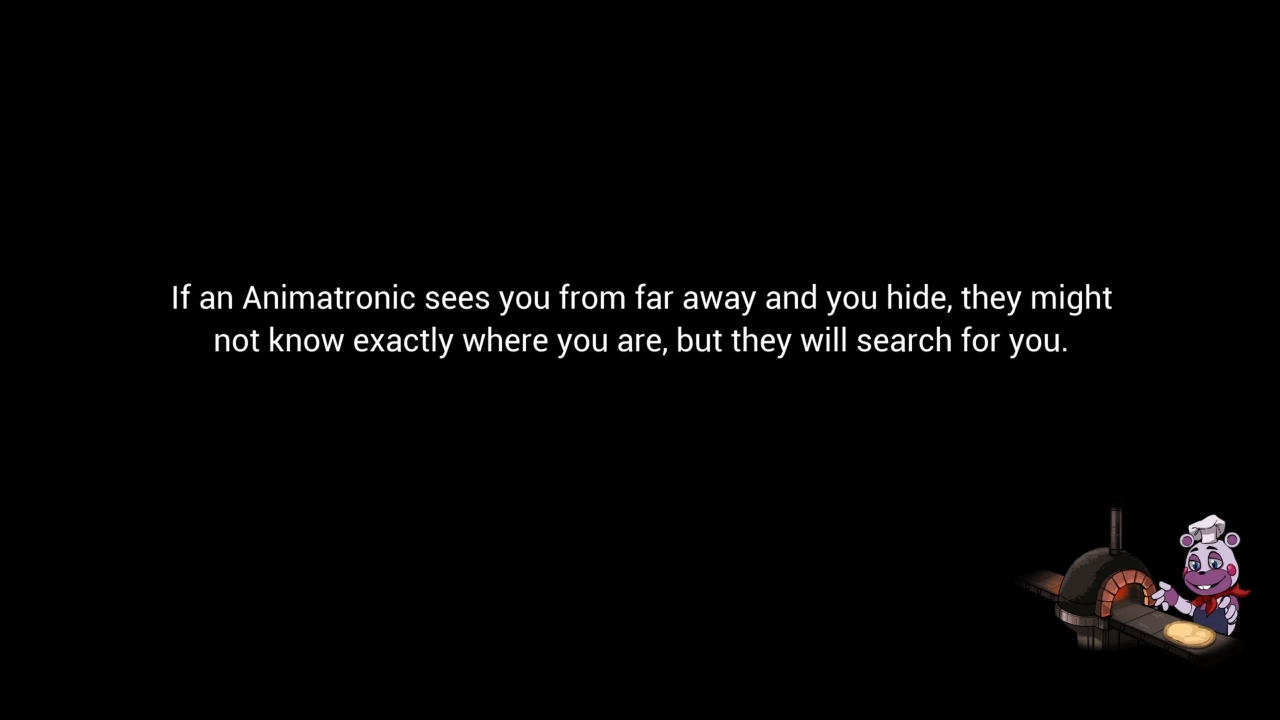 If an Animatronic sees you from far away and you hide, they might
not know exactly where you are, but they will search for you.